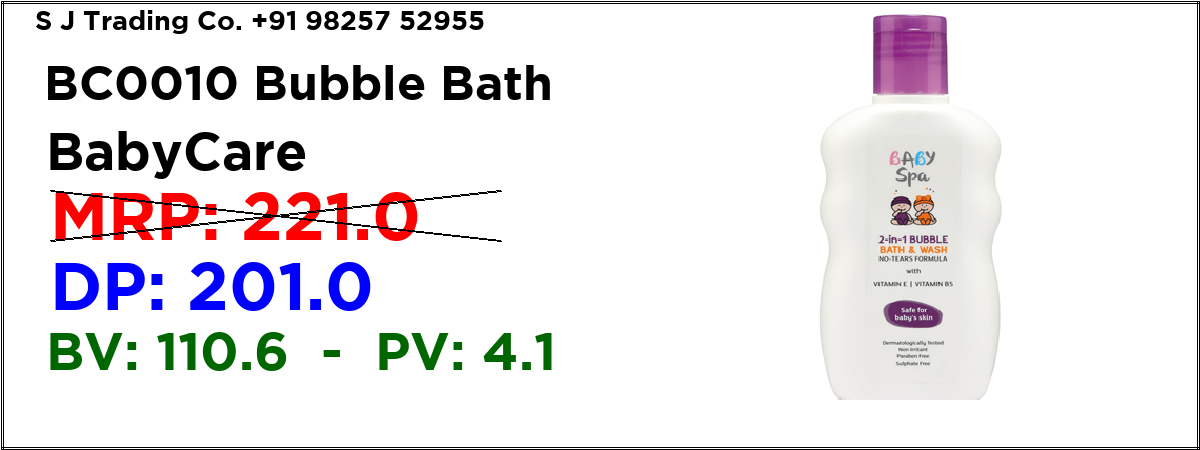 S J Trading Co. +91 98257 52955
BC0010 Bubble Bath
BabyCare
MRP: 221.0
DP: 201.0
BV: 110.6 - PV: 4.1
BABY
Spa
2-in-1 BUBBLE
BATH & WASH
NO-TEARS FORMULA
with
VITAMIN E | VITAMIN B5
Safe for
baby's skin
Dermatologically Tested
Non Irritant
Paraben Free
Sulphate Free